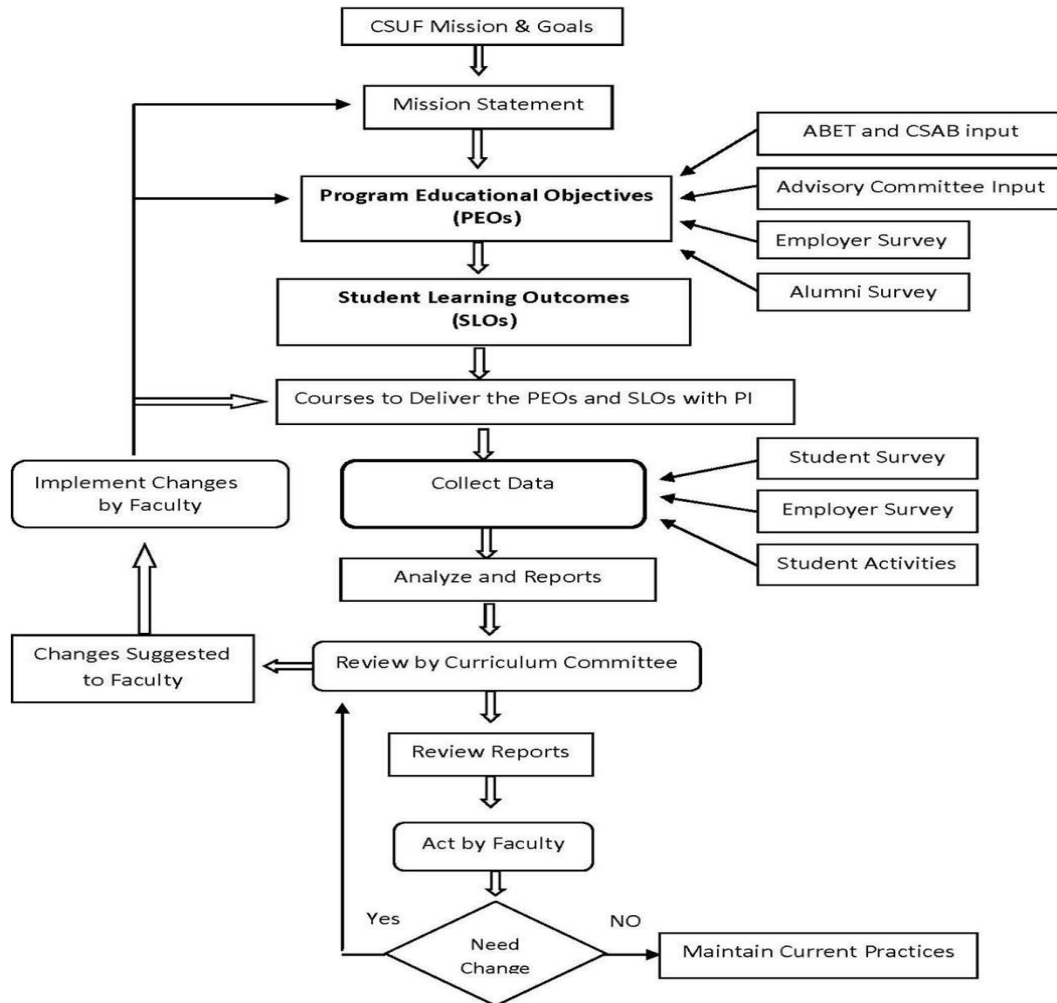 CSUF Mission & Goals
Mission Statement
ABET and CSAB input
Program Educational Objectives
(PEOs)
Advisory Committee Input
Employer Survey
Alumni Survey
Student Learning Outcomes
(SLOs)
Courses to Deliver the PEOs and SLOs with PI
Implement Changes
by Faculty
Collect Data
Student Survey
Employer Survey
Student Activities
Analyze and Reports
Changes Suggested
to Faculty
Review by Curriculum Committee
Review Reports
Act by Faculty
Yes
NO
Need
Change
Maintain Current Practices